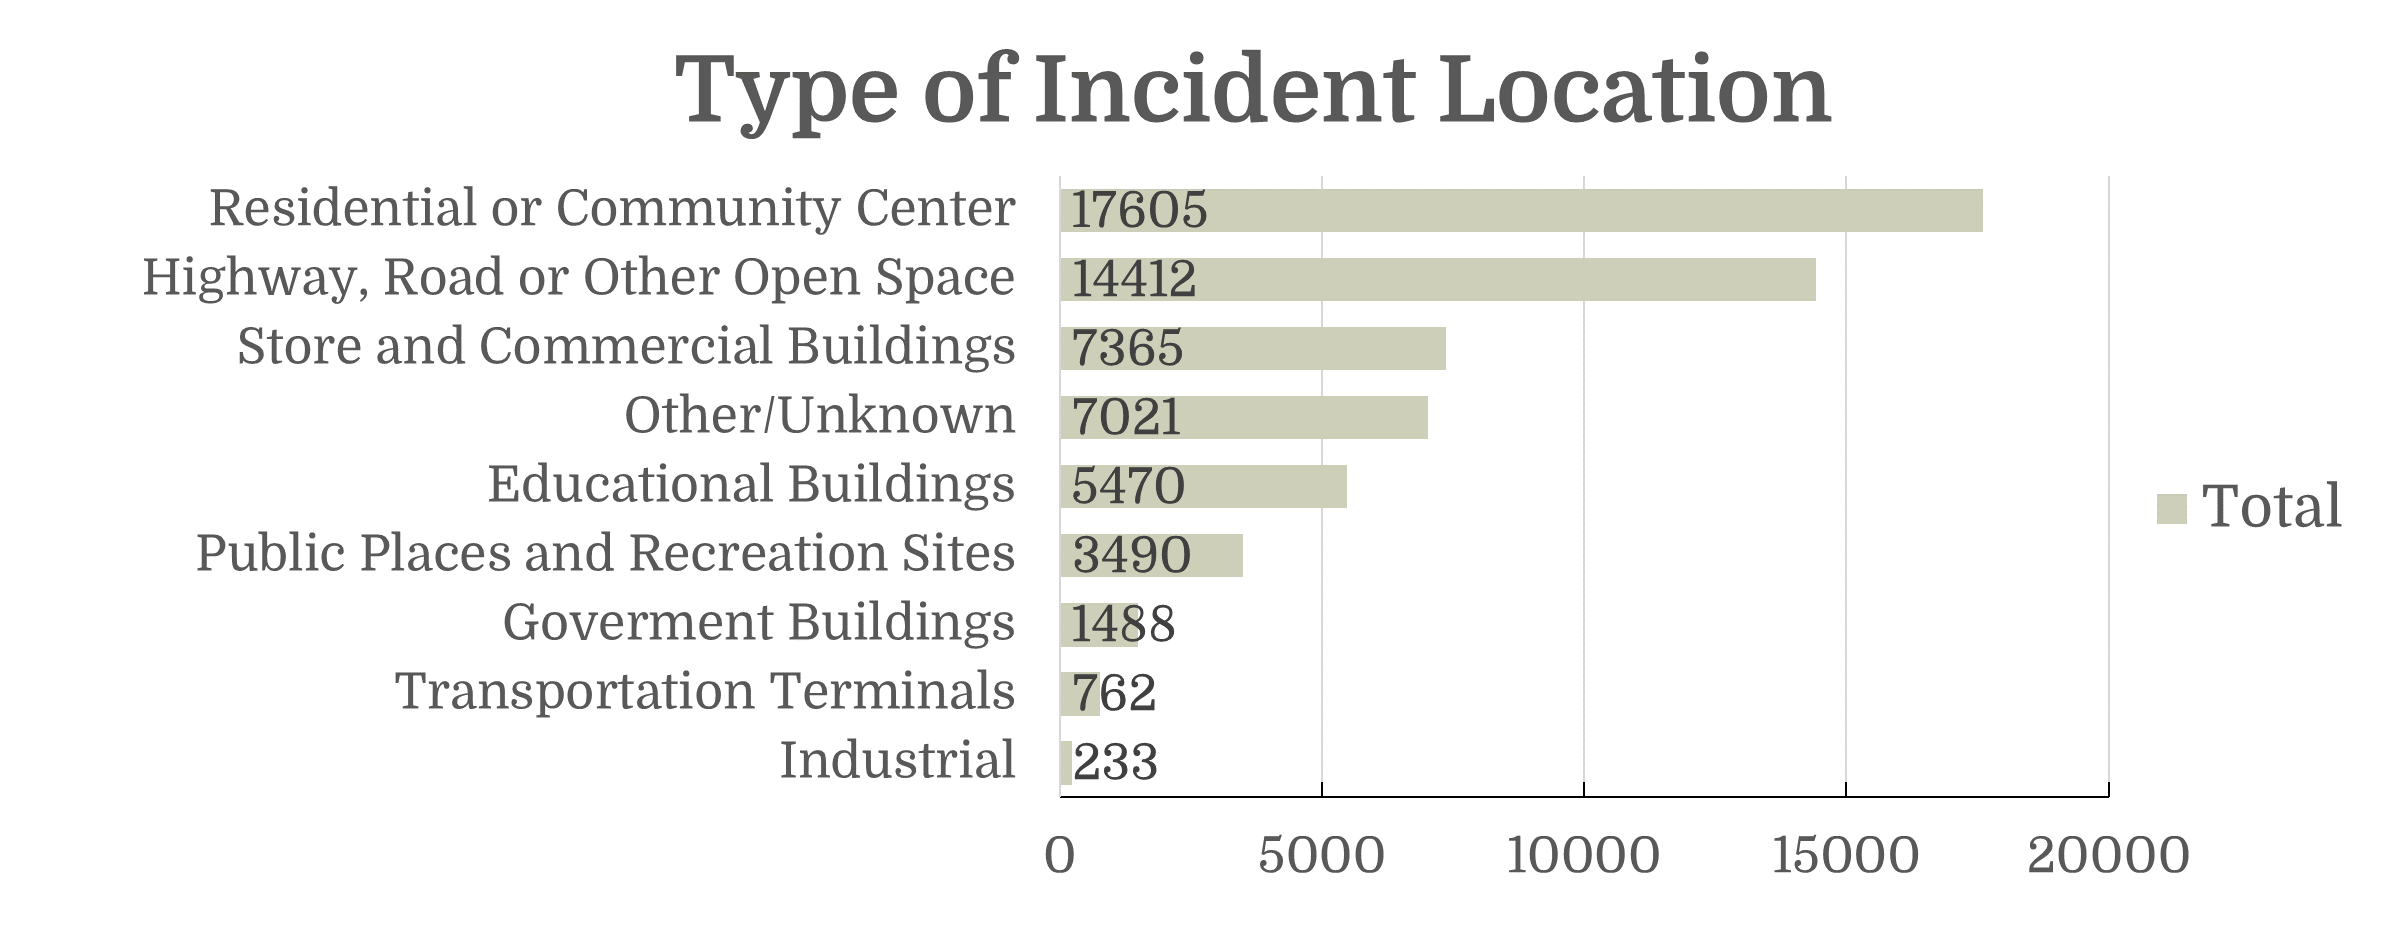 Type of Incident Location
Residential or Community Center 17605
Highway, Road or Other Open Space 14412
Store and Commercial Buildings 7365
Other/Unknown 7021
Educational Buildings 5470
Public Places and Recreation Sites 3490
Goverment Buildings 1488
Transportation Terminals 762
Industrial 233
0 5000 10000 15000 20000
Total